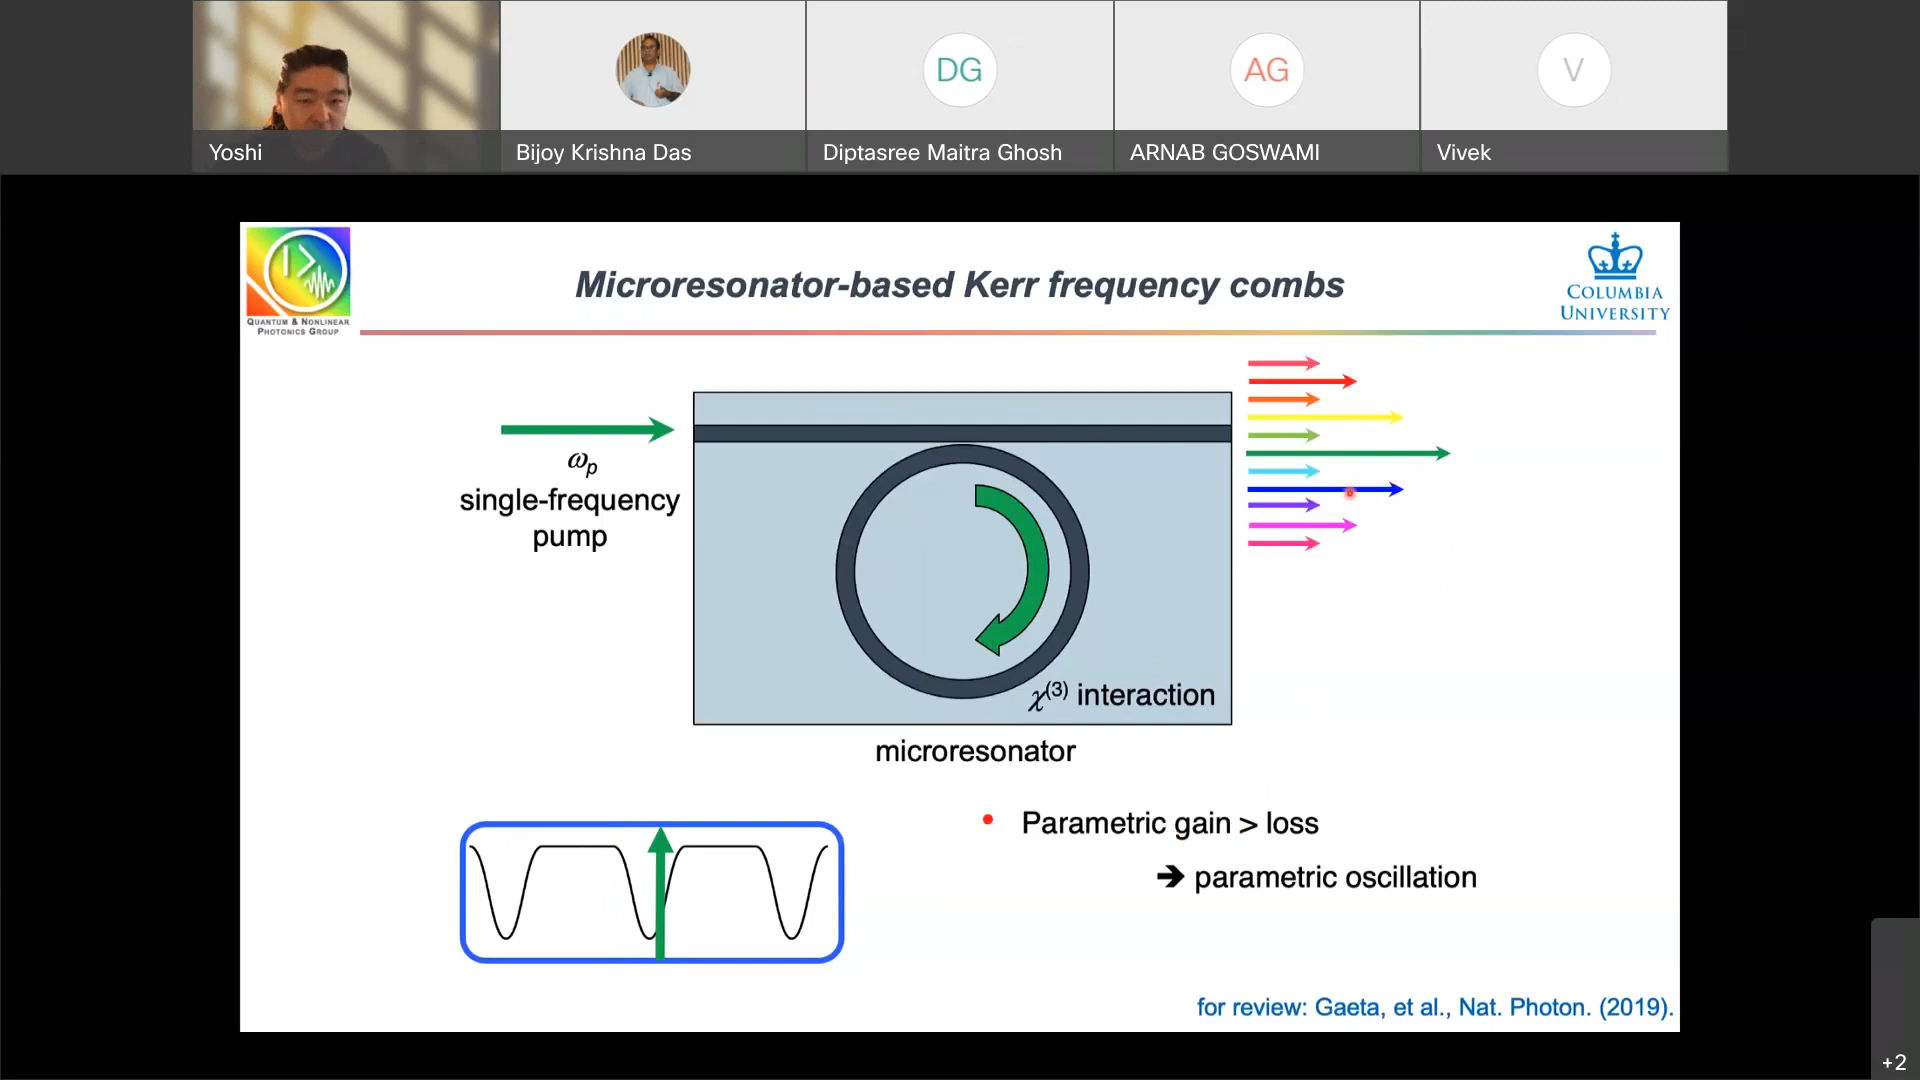 DG
AG
V
Yoshi
Bijoy Krishna Das
Diptasree Maitra Ghosh
ARNAB GOSWAMI
Vivek
QUANTUM & NONLINEAR
PHOTONICS GROUP
Microresonator-based Kerr frequency combs
COLUMBIA
UNIVERSITY
ωp
single-frequency
pump
χ(3) interaction
microresonator
• Parametric gain > loss
➔ parametric oscillation
for review: Gaeta, et al., Nat. Photon. (2019).
+2